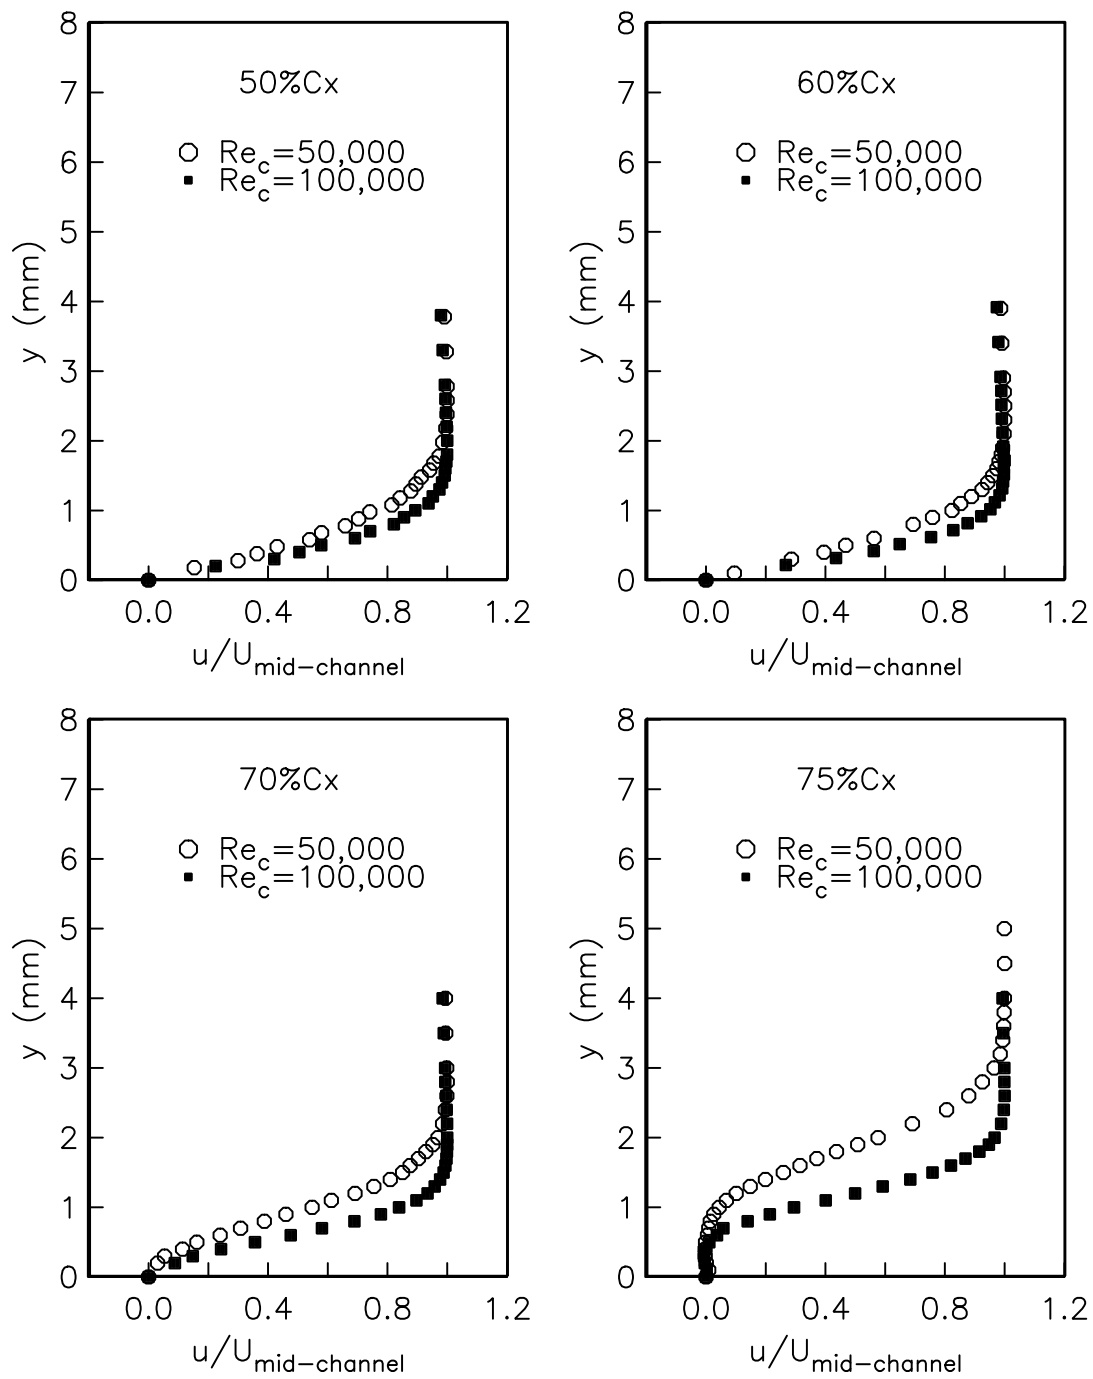 50%Cx
Re_c=50,000
Re_c=100,000
y (mm)
8
7
6
5
4
3
2
1
0
0.0 0.4 0.8 1.2
u/U_mid-channel
60%Cx
Re_c=50,000
Re_c=100,000
y (mm)
8
7
6
5
4
3
2
1
0
0.0 0.4 0.8 1.2
u/U_mid-channel
70%Cx
Re_c=50,000
Re_c=100,000
y (mm)
8
7
6
5
4
3
2
1
0
0.0 0.4 0.8 1.2
u/U_mid-channel
75%Cx
Re_c=50,000
Re_c=100,000
y (mm)
8
7
6
5
4
3
2
1
0
0.0 0.4 0.8 1.2
u/U_mid-channel